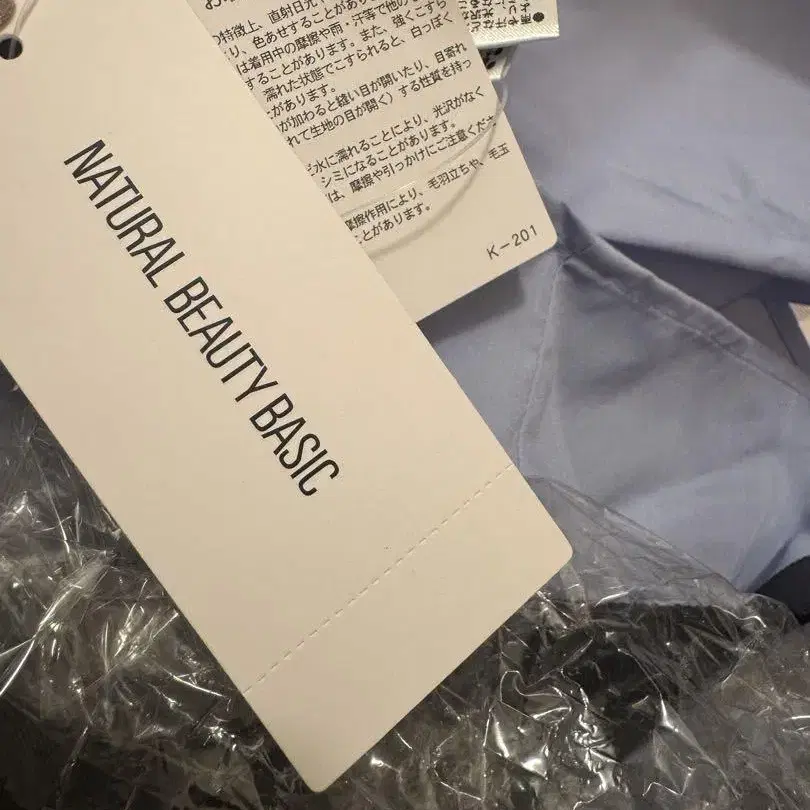 の特徴上、直射日光
り、色あせすることがあり
は着用中の摩擦や雨・汗等で他の
することがあります。また、強くこすら
濡れた状態でこすられると、白っぽく
があります。
が加わると縫い目が開いたり、目寄れ
れて生地の目が開く）する性質を持っ
水に濡れることにより、光沢がなく
シミになることがあります。
は、摩擦や引っかけにご注意くださ
摩擦作用により、毛羽立ちや、毛玉
ことがあります。
K－201
NATURAL BEAUTY BASIC